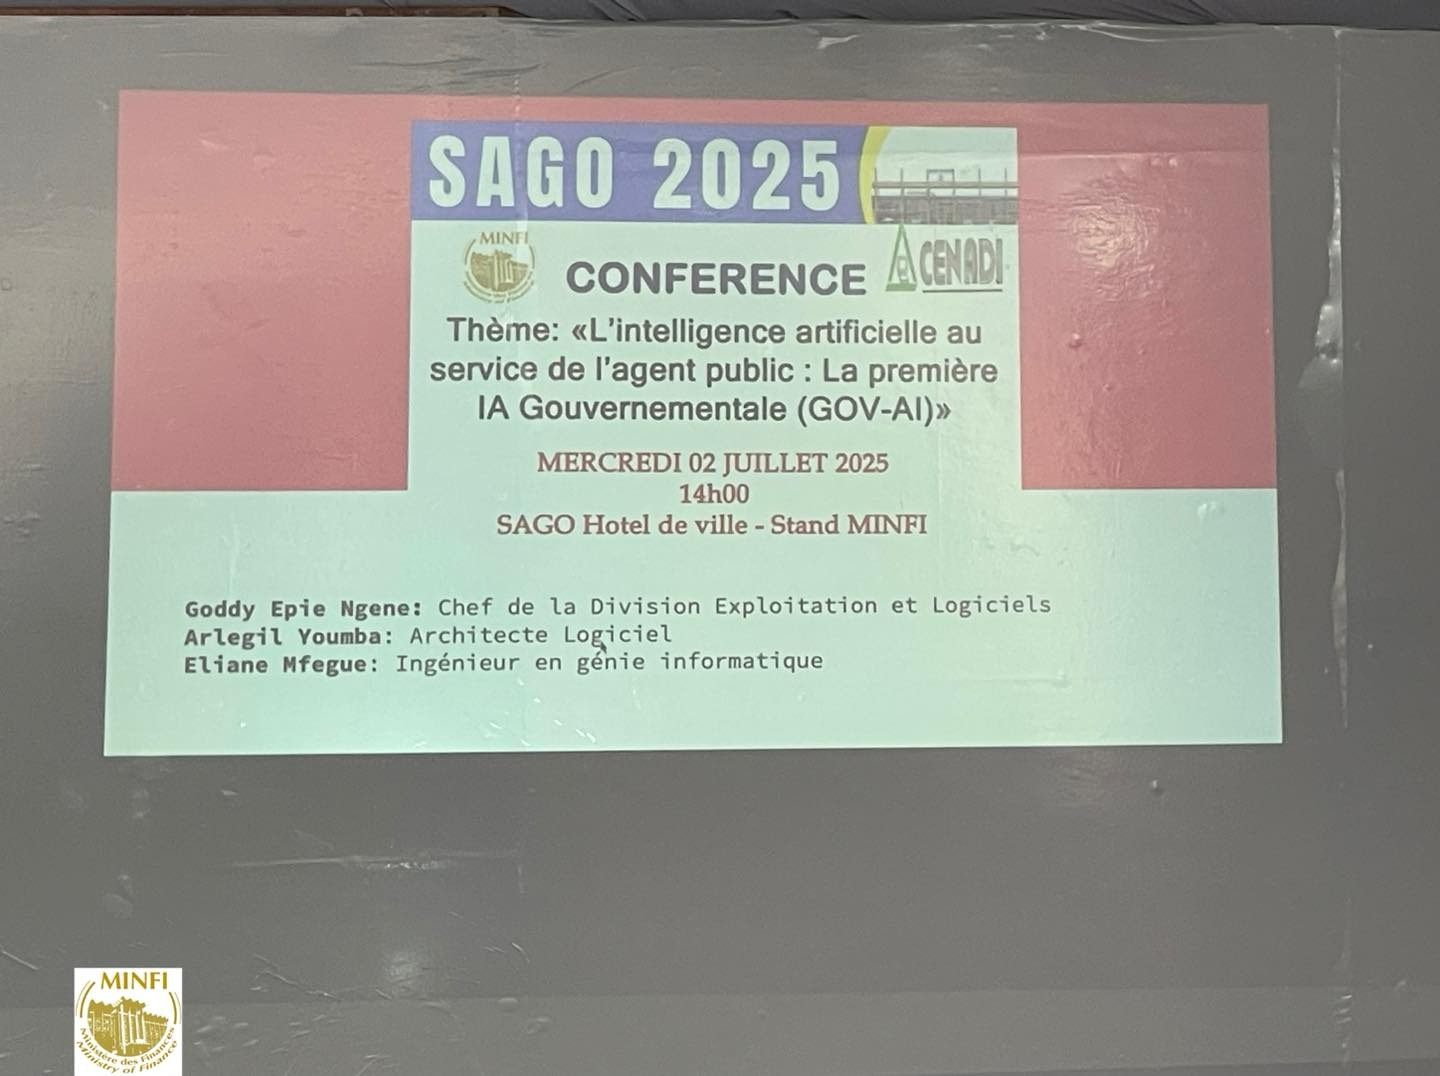 SAGO 2025
MINFI
CENADI
CONFERENCE
Thème: «L'intelligence artificielle au
service de l'agent public : La première
IA Gouvernementale (GOV-AI)»
MERCREDI 02 JUILLET 2025
14h00
SAGO Hotel de ville - Stand MINFI
Goddy Epie Ngene: Chef de la Division Exploitation et Logiciels
Arlegil Youmba: Architecte Logiciel
Eliane Mfegue: Ingénieur en génie informatique
MINFI
Ministère des Finances
Ministry of Finance